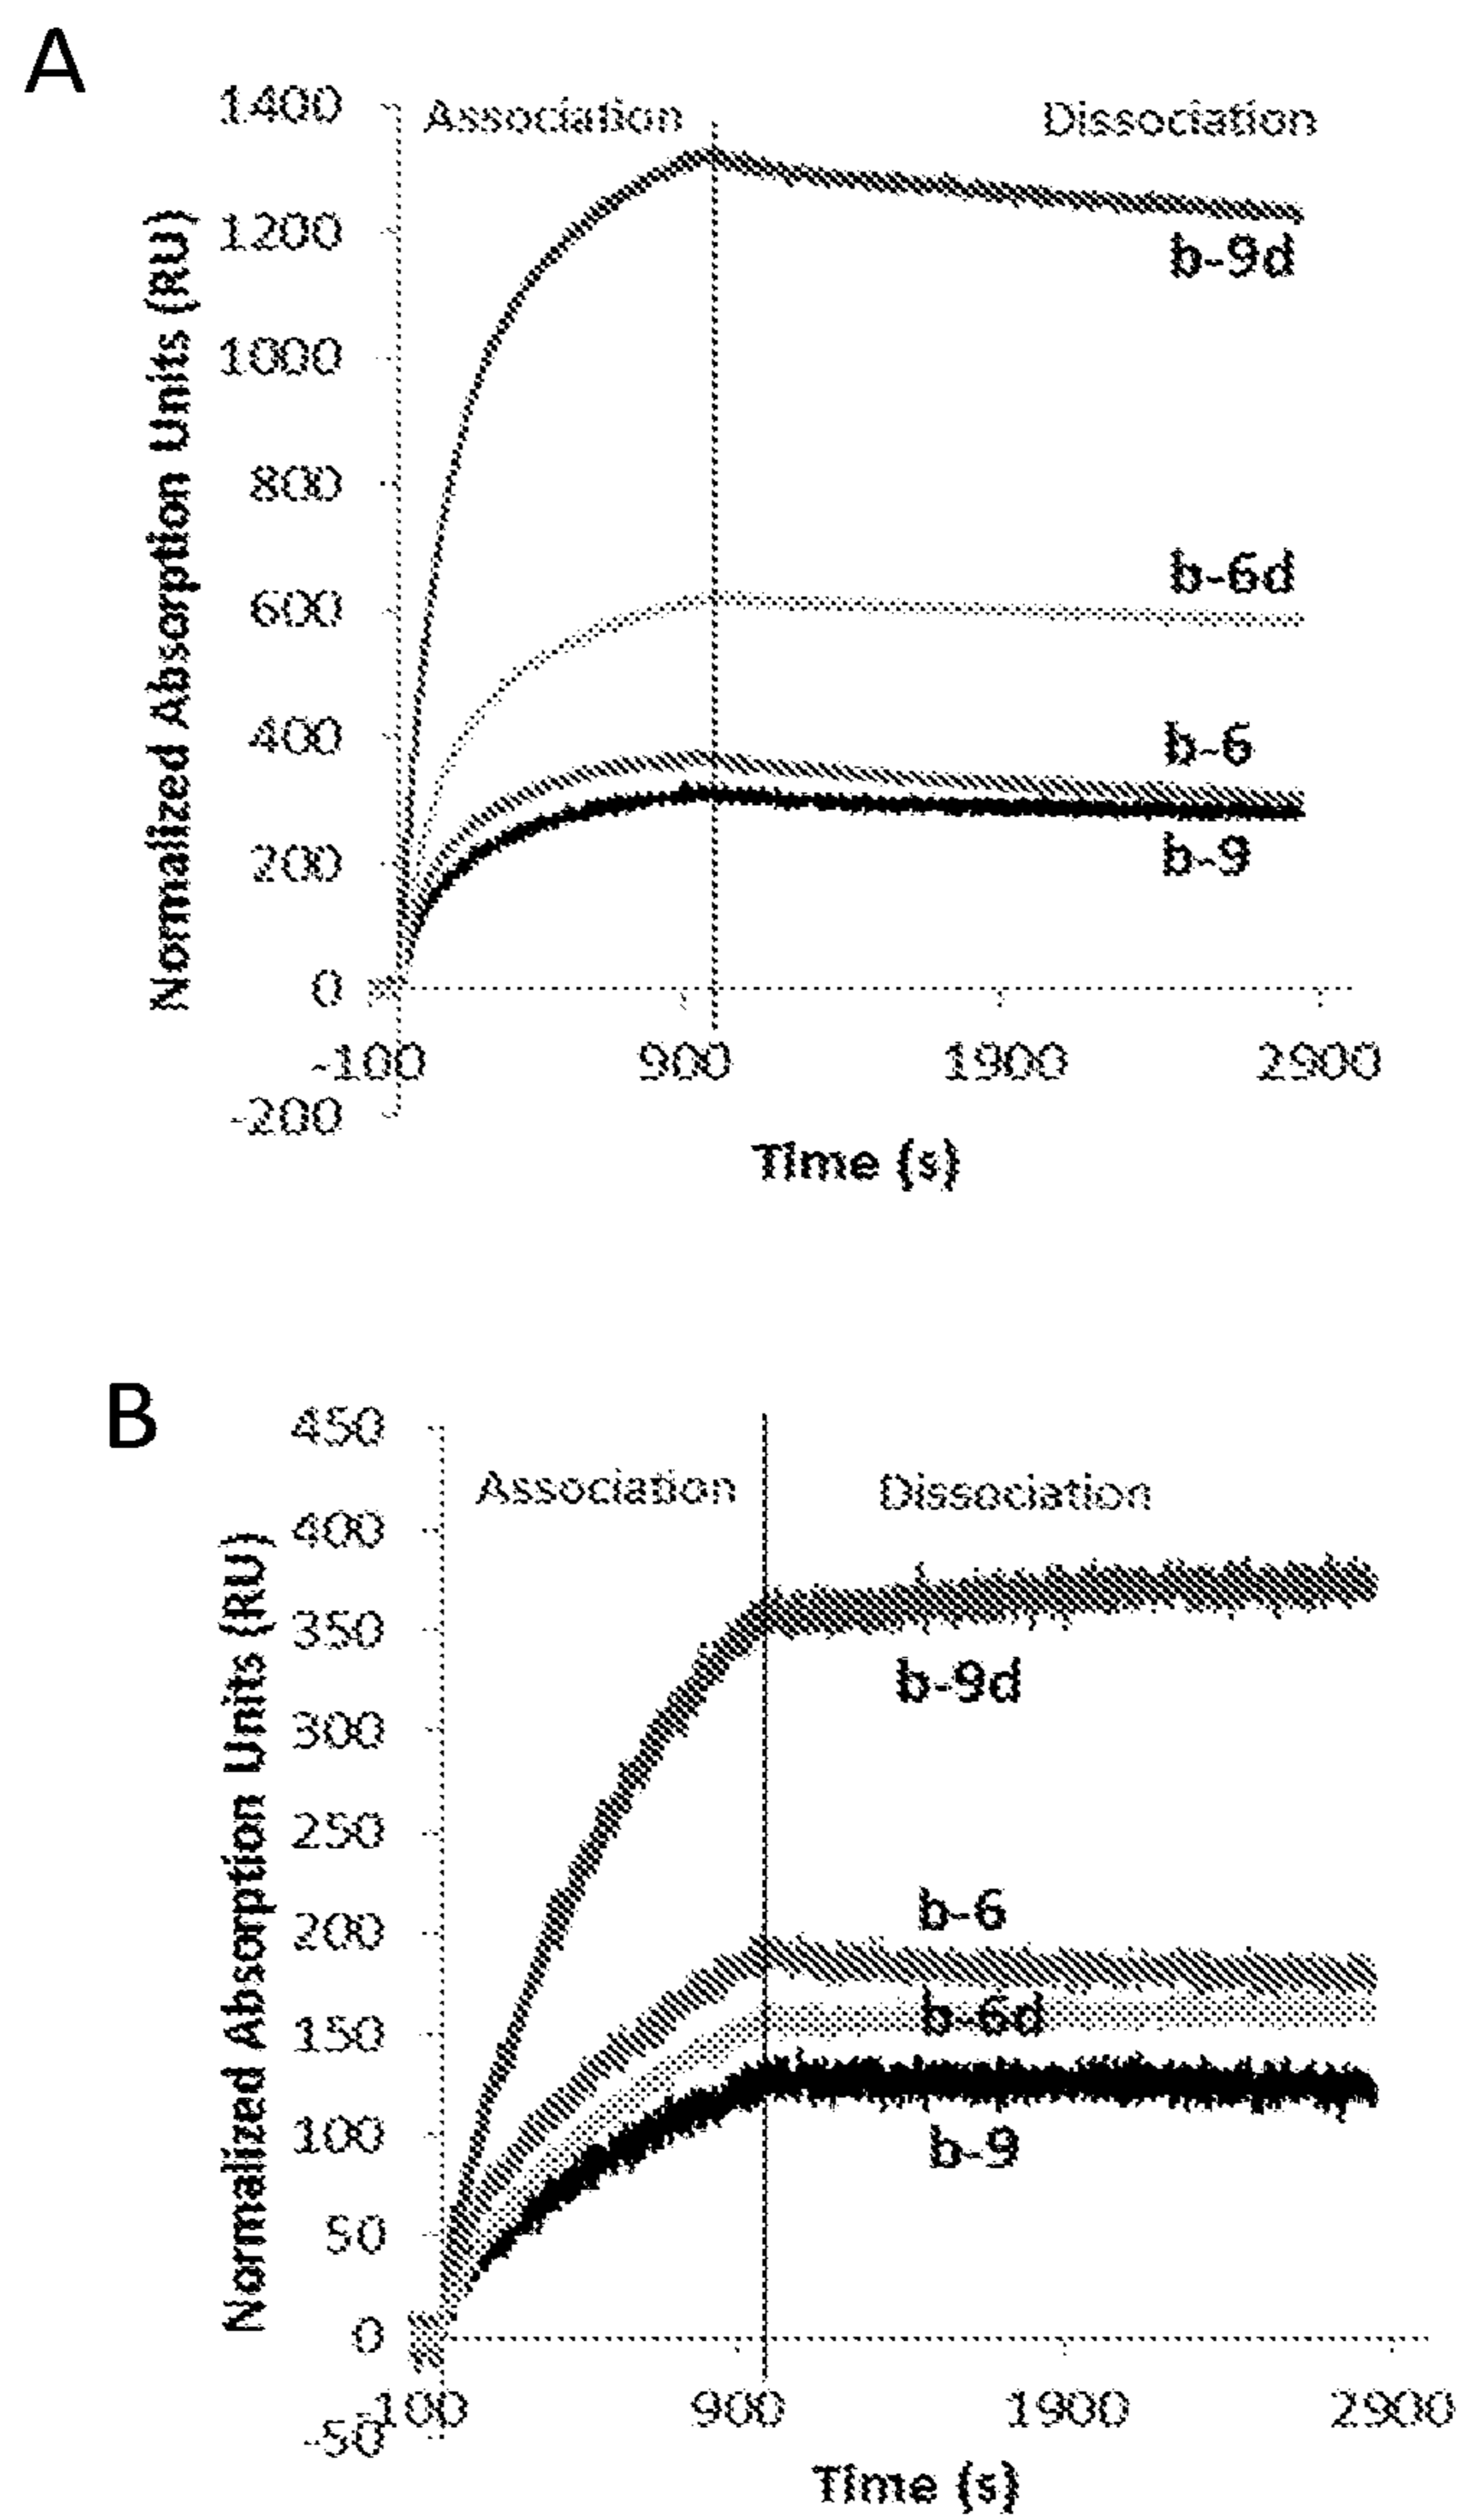 A
1400
Association
Dissociation
1200
b-9d
1000
800
b-6d
600
400
b-6
200
b-9
0
-100
900
1900
2900
-200
Normalized Absorption Units (RU)
Time (s)
B
450
Association
Dissociation
400
350
b-9d
300
250
b-6
200
b-6d
150
100
b-9
50
0
-100
900
1900
2900
-50
Normalized Absorption Units (RU)
Time (s)